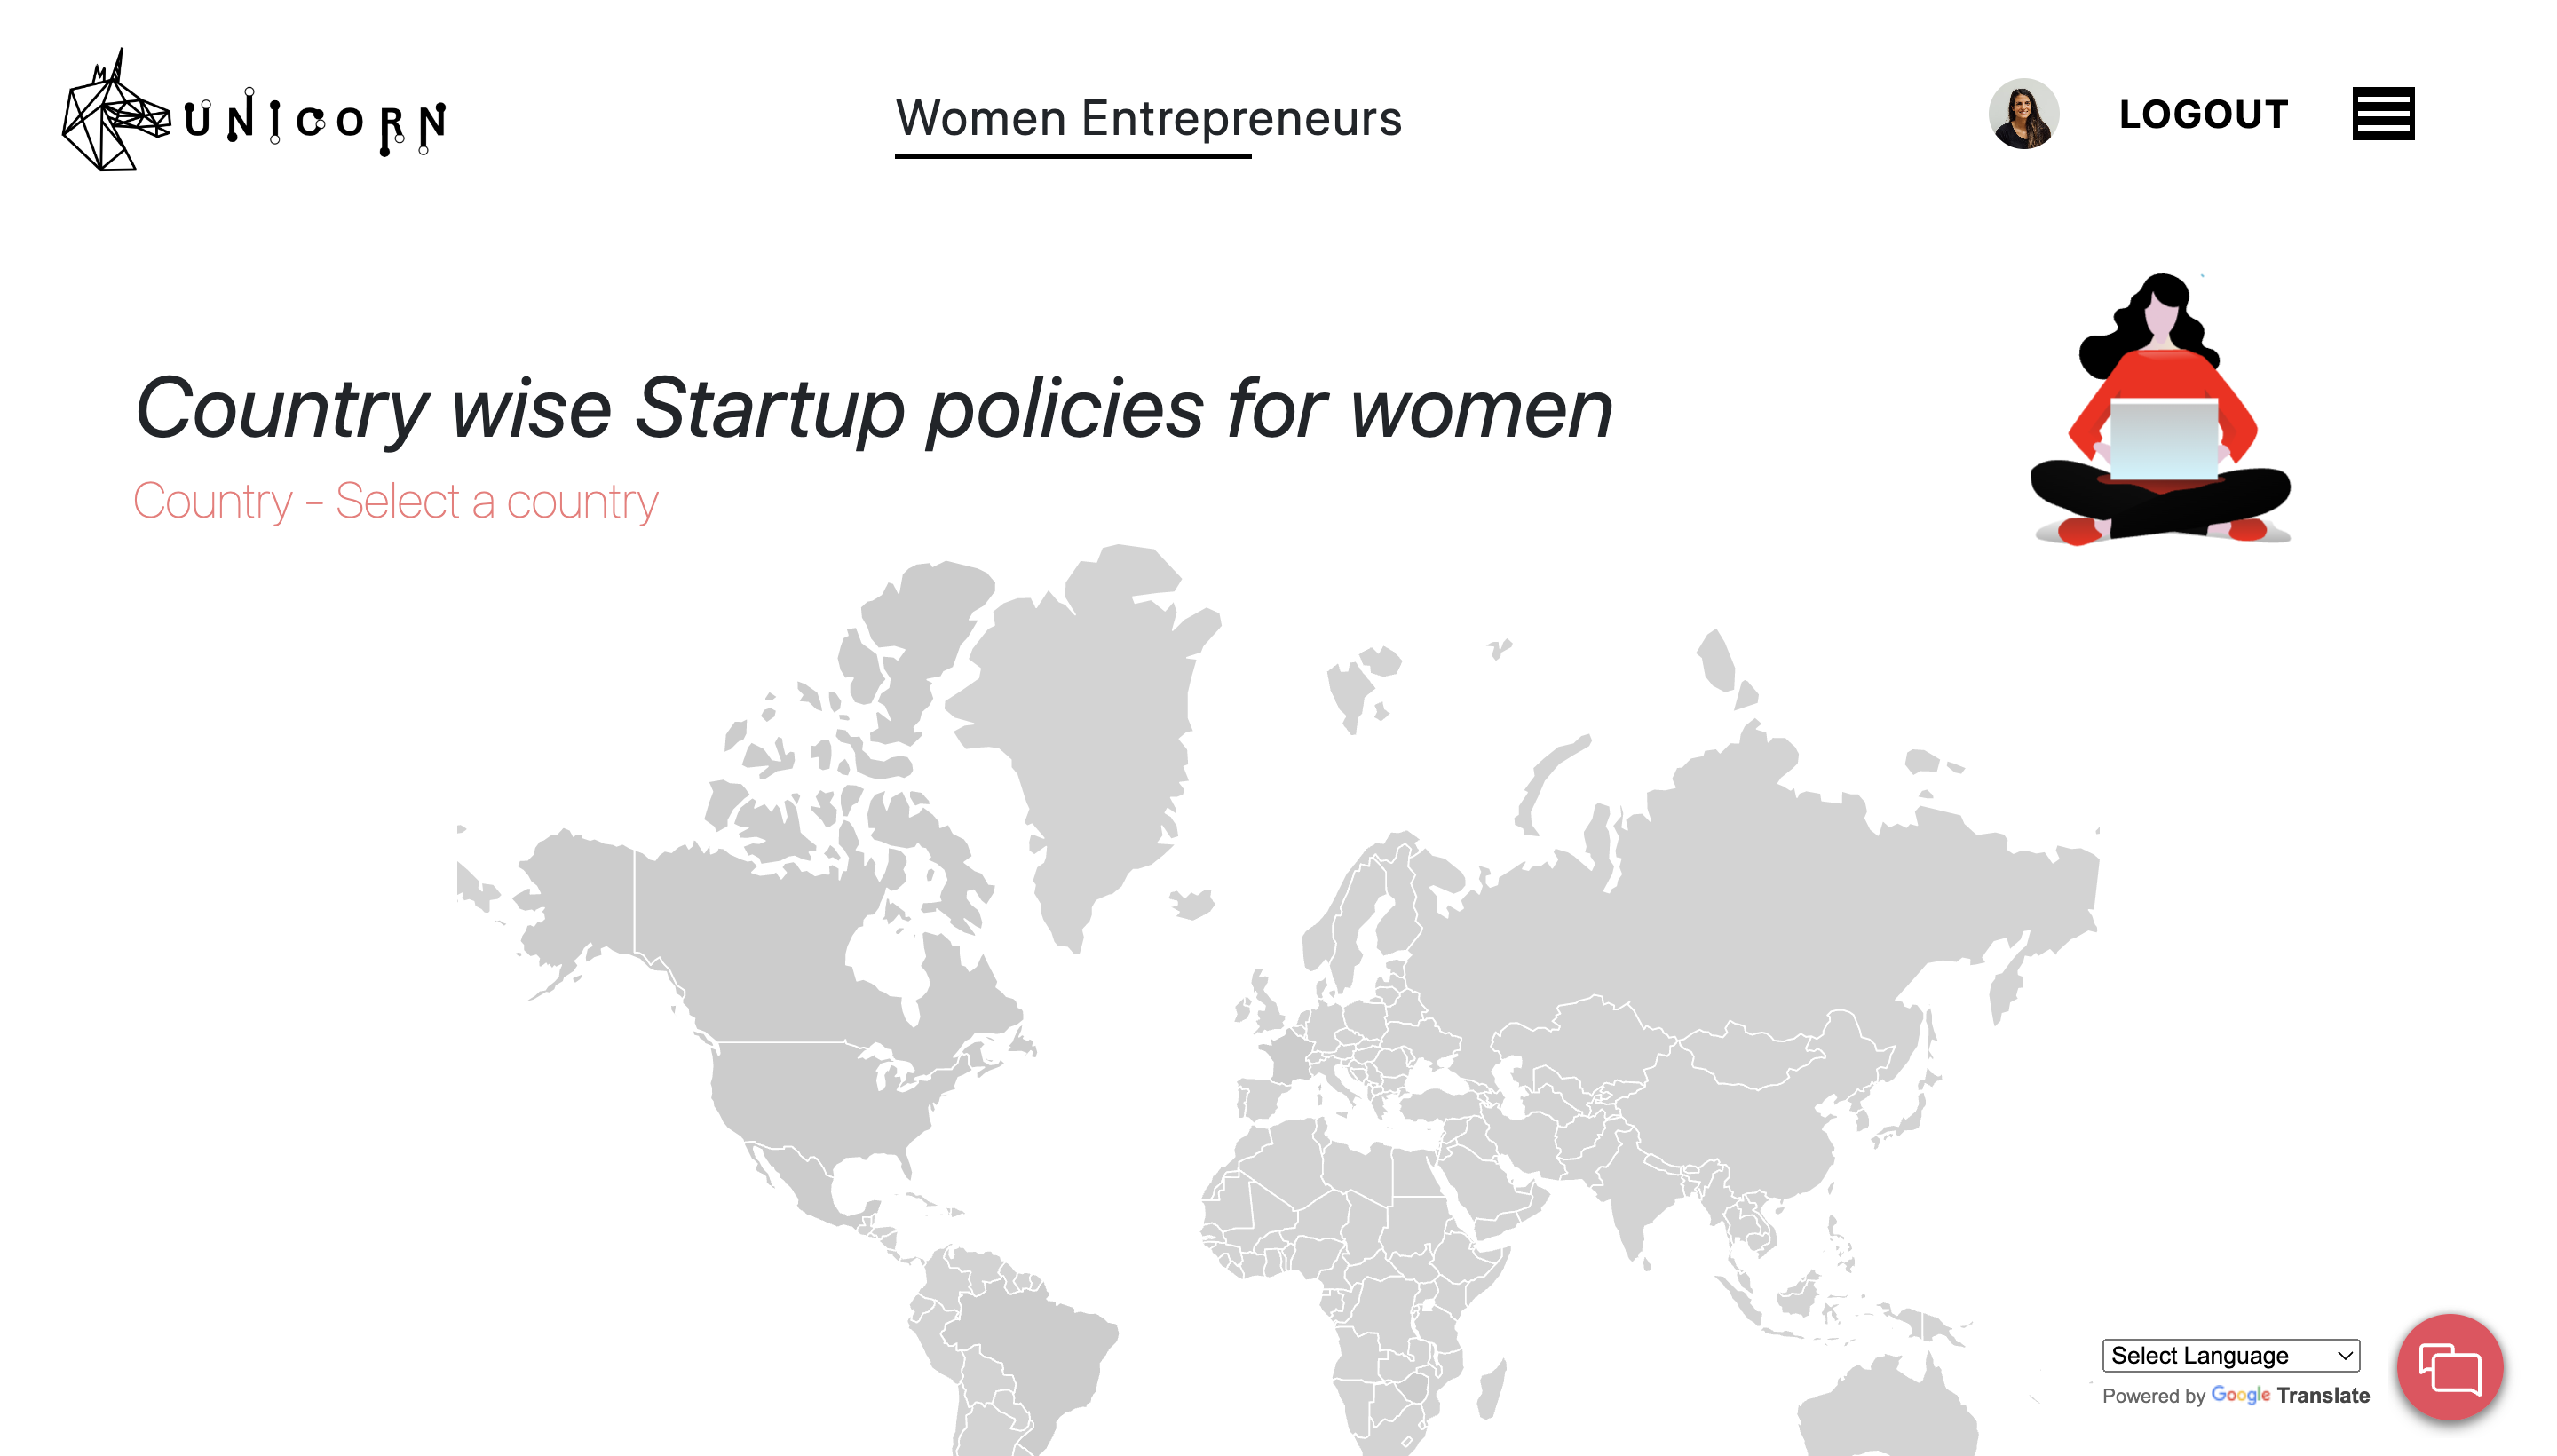 UNICORN
Women Entrepreneurs
LOGOUT
Country wise Startup policies for women
Country - Select a country
Select Language
Powered by Google Translate